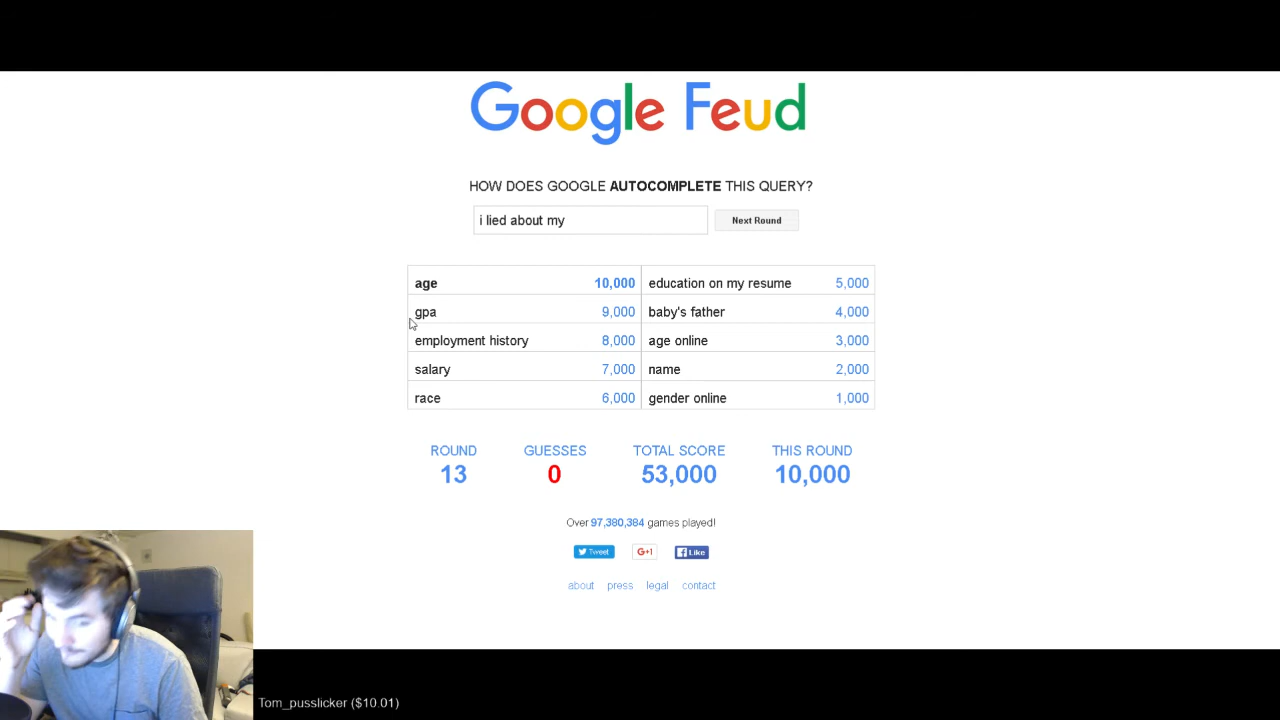 Google Feud
HOW DOES GOOGLE AUTOCOMPLETE THIS QUERY?
i lied about my
Next Round
age 10,000
gpa 9,000
employment history 8,000
salary 7,000
race 6,000
education on my resume 5,000
baby's father 4,000
age online 3,000
name 2,000
gender online 1,000
ROUND GUESSES TOTAL SCORE THIS ROUND
13 0 53,000 10,000
Over 97,380,384 games played!
Tweet G+1 Like
about press legal contact
Tom_pusslicker ($10.01)